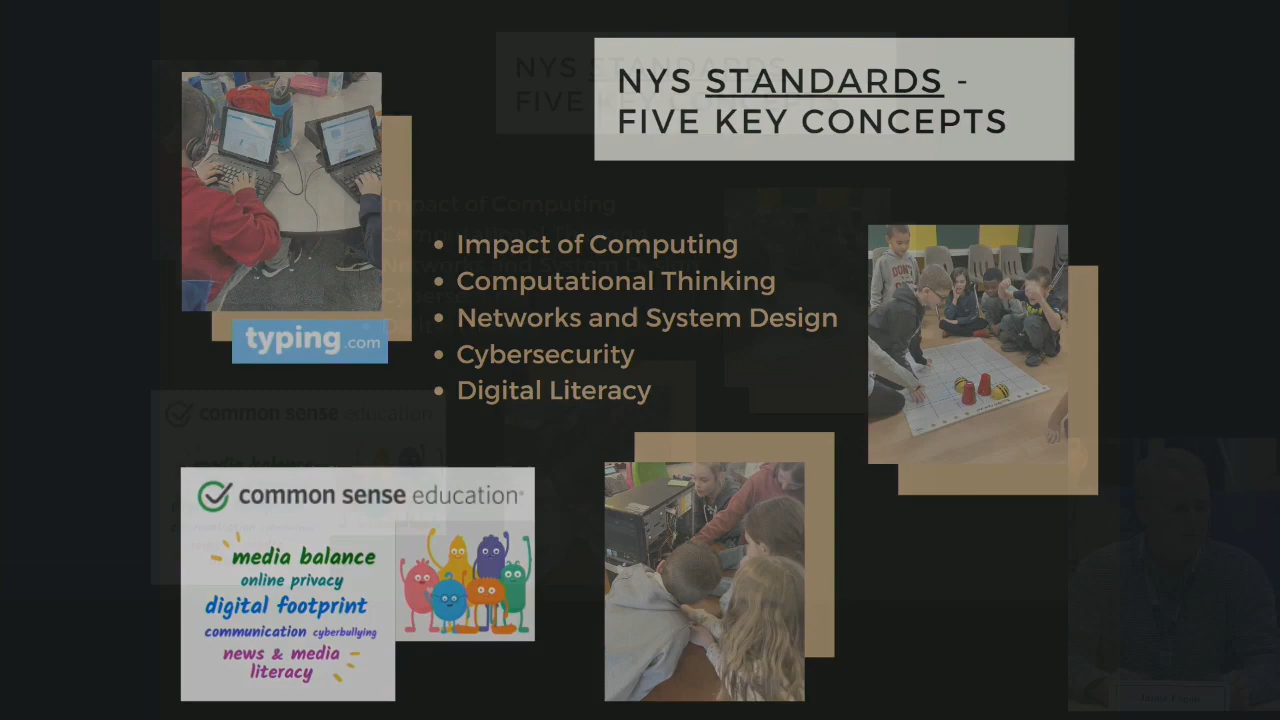 NYS STANDARDS -
FIVE KEY CONCEPTS
• Impact of Computing
• Computational Thinking
• Networks and System Design
• Cybersecurity
• Digital Literacy
typing.com
common sense education®
media balance
online privacy
digital footprint
communication cyberbullying
news & media
literacy